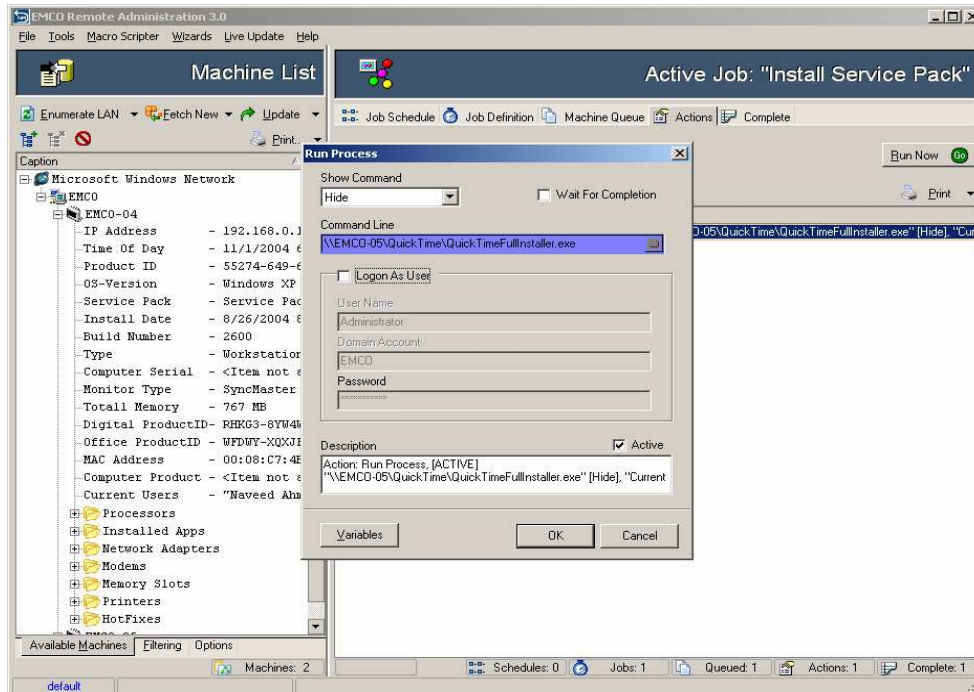 EMCO Remote Administration 3.0
File Tools Macro Scripter Wizards Live Update Help
Machine List
Active Job: "Install Service Pack"
Enumerate LAN Fetch New Update
Job Schedule Job Definition Machine Queue Actions Complete
Print..
Run Now Go
Print
Caption
Microsoft Windows Network
EMCO
EMCO-04
IP Address - 192.168.0.1
Time Of Day - 11/1/2004 6
Product ID - 55274-649-6
OS-Version - Windows XP
Service Pack - Service Pac
Install Date - 8/26/2004 8
Build Number - 2600
Type - Workstation
Computer Serial - <Item not
Monitor Type - SyncMaster
Totall Memory - 767 MB
Digital ProductID- RHKG3-8YW4W
Office ProductID - WFDWY-XQXJ
MAC Address - 00:08:C7:4
Computer Product - <Item not
Current Users - "Naveed Ahm
Processors
Installed Apps
Network Adapters
Modems
Memory Slots
Printers
HotFixes
Available Machines Filtering Options
Machines: 2
default
Run Process
Show Command
Hide
Wait For Completion
Command Line
\\EMCO-05\QuickTime\QuickTimeFullInstaller.exe
Logon As User
User Name
Administrator
Domain Account
EMCO
Password
Description
Active
Action: Run Process, [ACTIVE]
"\\EMCO-05\QuickTime\QuickTimeFullInstaller.exe" [Hide], "Current
Variables OK Cancel
O-05\QuickTime\QuickTimeFullInstaller.exe" [Hide], "Cur
Schedules: 0 Jobs: 1 Queued: 1 Actions: 1 Complete: 1